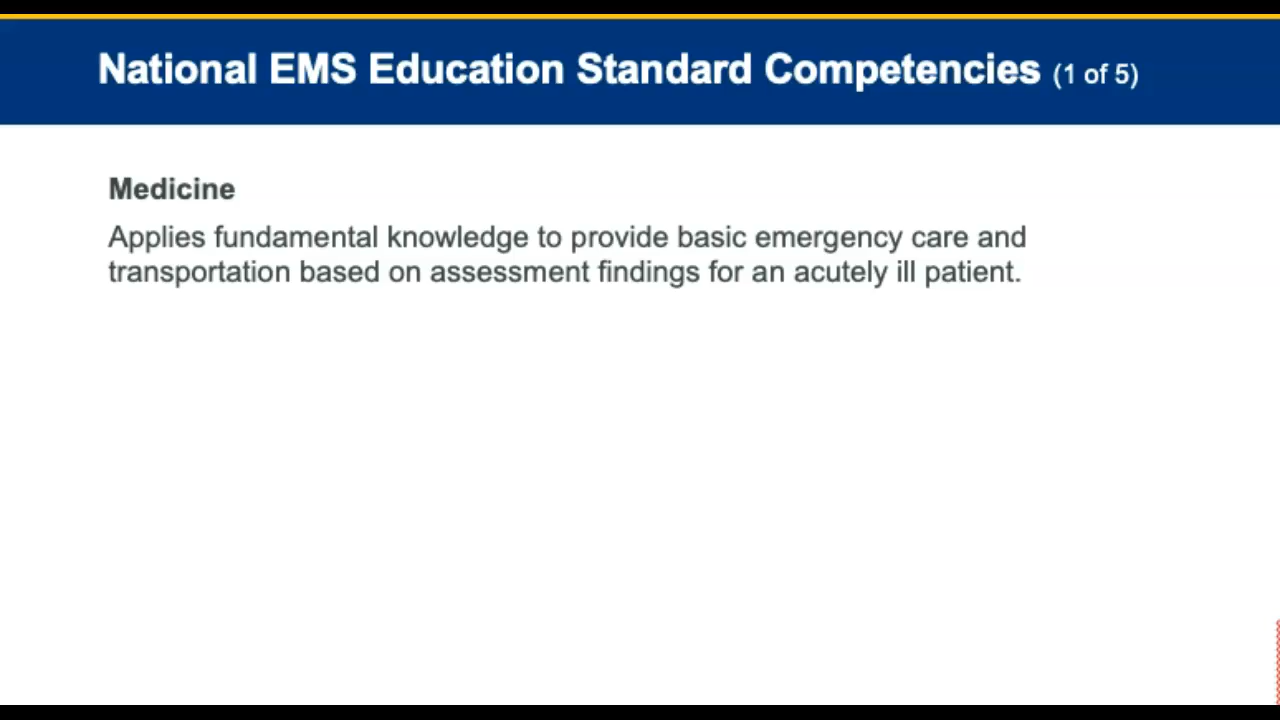 National EMS Education Standard Competencies (1 of 5)
Medicine
Applies fundamental knowledge to provide basic emergency care and
transportation based on assessment findings for an acutely ill patient.